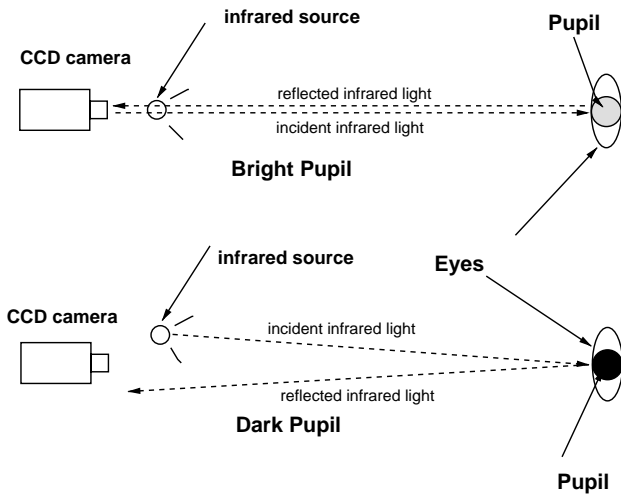 infrared source
Pupil
CCD camera
reflected infrared light
incident infrared light
Bright Pupil
infrared source
Eyes
CCD camera
incident infrared light
reflected infrared light
Dark Pupil
Pupil